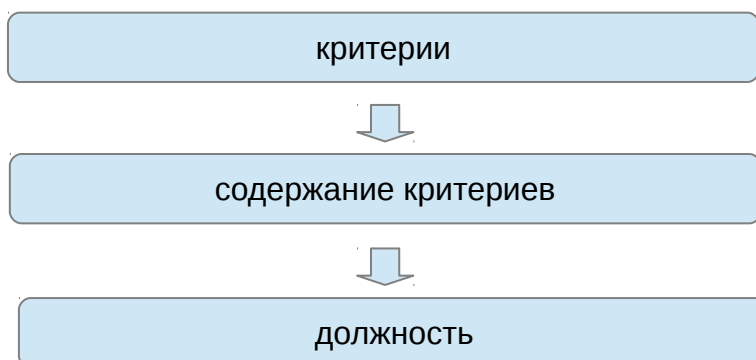 критерии
содержание критериев
должность